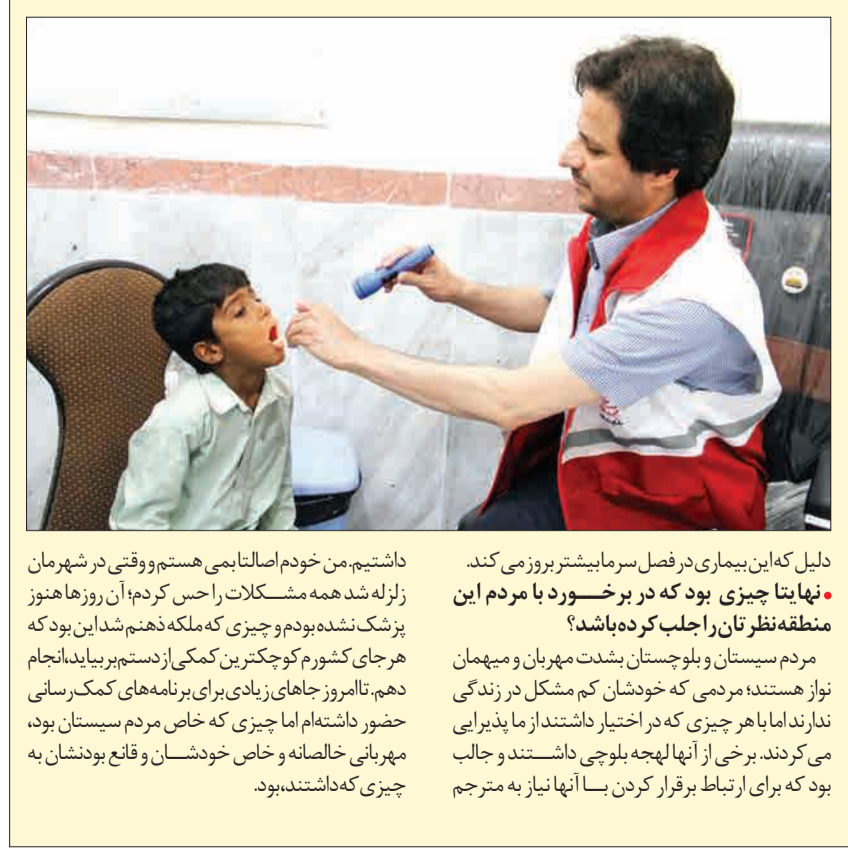 دلیل که این بیماری در فصل سرما بیشتر بروز می کند.
• نهایتا چیزی بود که در برخـــورد با مردم این
منطقه نظرتان را جلب کرده باشد؟
مردم سیستان و بلوچستان بشدت مهربان و میهمان
نواز هستند؛ مردمی که خودشان کم مشکل در زندگی
ندارند اما با هر چیزی که در اختیار داشتند از ما پذیرایی
می کردند. برخی از آنها لهجه بلوچی داشـــتند و جالب
بود که برای ارتباط برقرار کردن بـــا آنها نیاز به مترجم
داشتیم. من خودم اصالتا بمی هستم و وقتی در شهرمان
زلزله شد همه مشـــکلات را حس کردم؛ آن روزها هنوز
پزشک نشده بودم و چیزی که ملکه ذهنم شد این بود که
هر جای کشورم کوچکترین کمکی از دستم بر بیاید، انجام
دهم. تا امروز جاهای زیادی برای برنامه‌های کمک رسانی
حضور داشته‌ام اما چیزی که خاص مردم سیستان بود،
مهربانی خالصانه و خاص خودشـــان و قانع بودنشان به
چیزی که داشتند، بود.